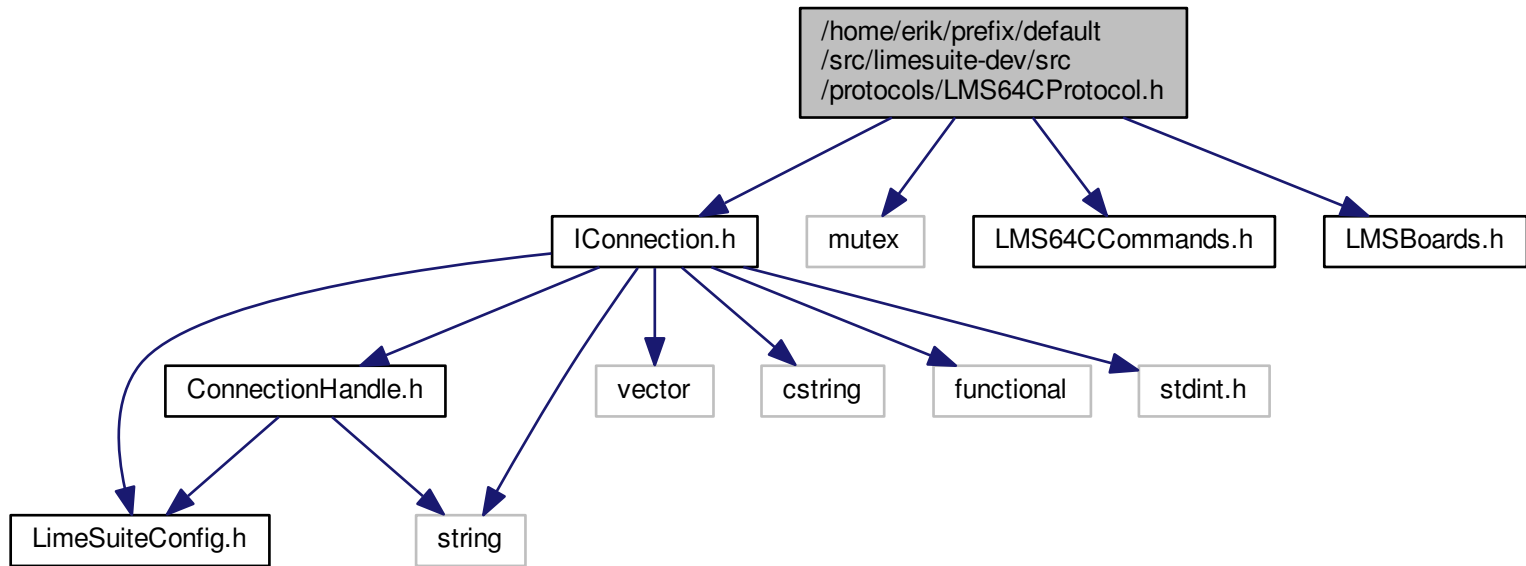 /home/erik/prefix/default
/src/limesuite-dev/src
/protocols/LMS64CProtocol.h
IConnection.h
mutex
LMS64CCommands.h
LMSBoards.h
ConnectionHandle.h
vector
cstring
functional
stdint.h
LimeSuiteConfig.h
string